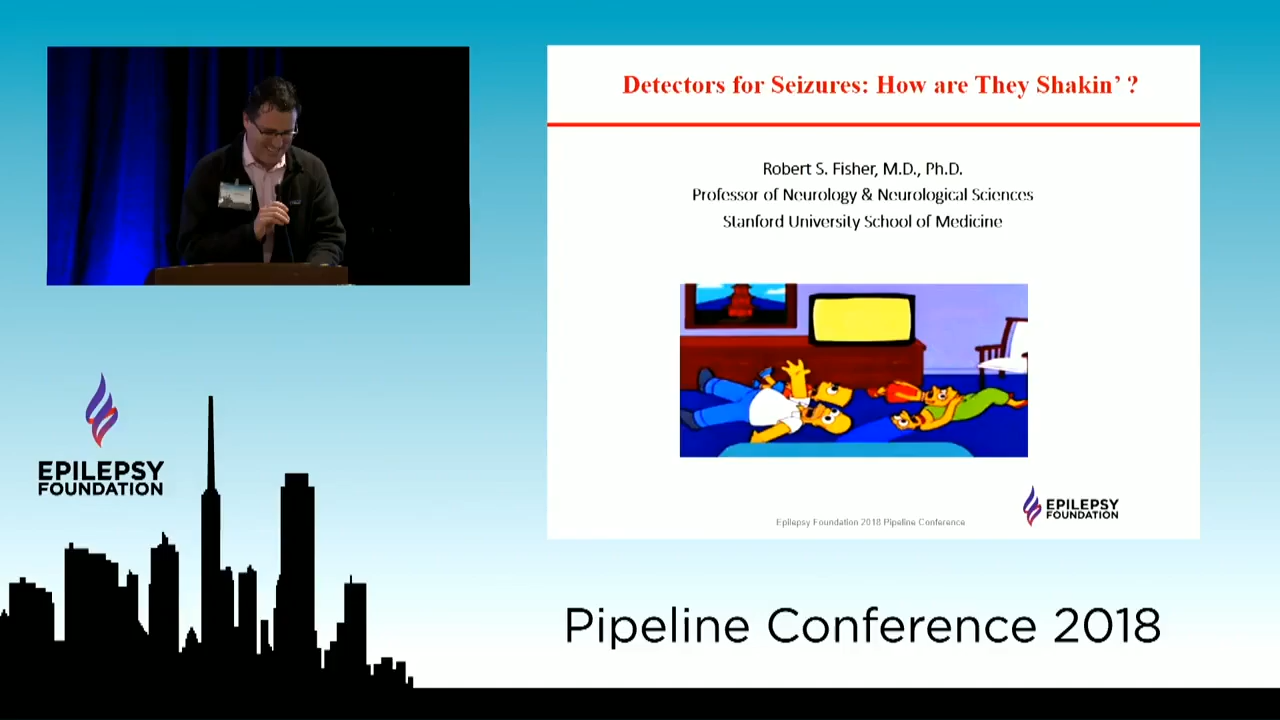 Detectors for Seizures: How are They Shakin' ?
Robert S. Fisher, M.D., Ph.D.
Professor of Neurology & Neurological Sciences
Stanford University School of Medicine
Epilepsy Foundation 2018 Pipeline Conference
EPILEPSY
FOUNDATION
EPILEPSY
FOUNDATION
Pipeline Conference 2018